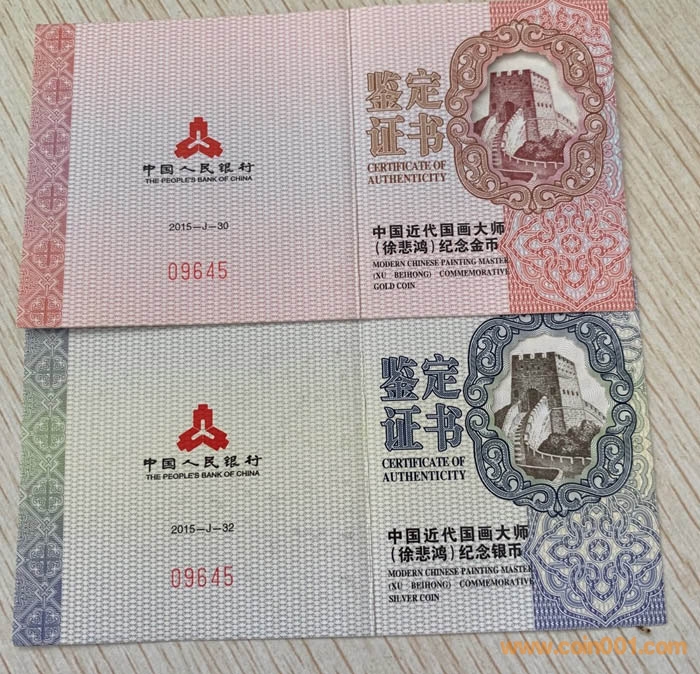 中国人民银行
THE PEOPLE'S BANK OF CHINA
2015-J-30
09645
鉴定
证书
CERTIFICATE OF
AUTHENTICITY
中国近代国画大师
(徐悲鸿)纪念金币
MODERN CHINESE PAINTING MASTER
(XU BEIHONG) COMMEMORATIVE
GOLD COIN
中国人民银行
THE PEOPLE'S BANK OF CHINA
2015-J-32
09645
鉴定
证书
CERTIFICATE OF
AUTHENTICITY
中国近代国画大师
(徐悲鸿)纪念银币
MODERN CHINESE PAINTING MASTER
(XU BEIHONG) COMMEMORATIVE
SILVER COIN
www.coin001.com